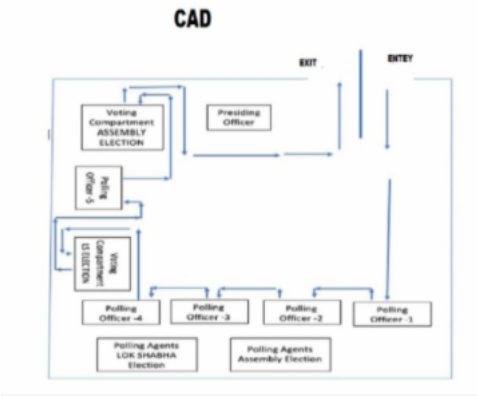 CAD
EXIT
ENTEY
Voting
Compartment
ASSEMBLY
ELECTION
Presiding
Officer
Polling
Officer -5
Voting
Compartment
LS ELECTION
Polling
Officer -4
Polling
Officer -3
Polling
Officer -2
Polling
Officer -1
Polling Agents
LOK SHABHA
Election
Polling Agents
Assembly Election